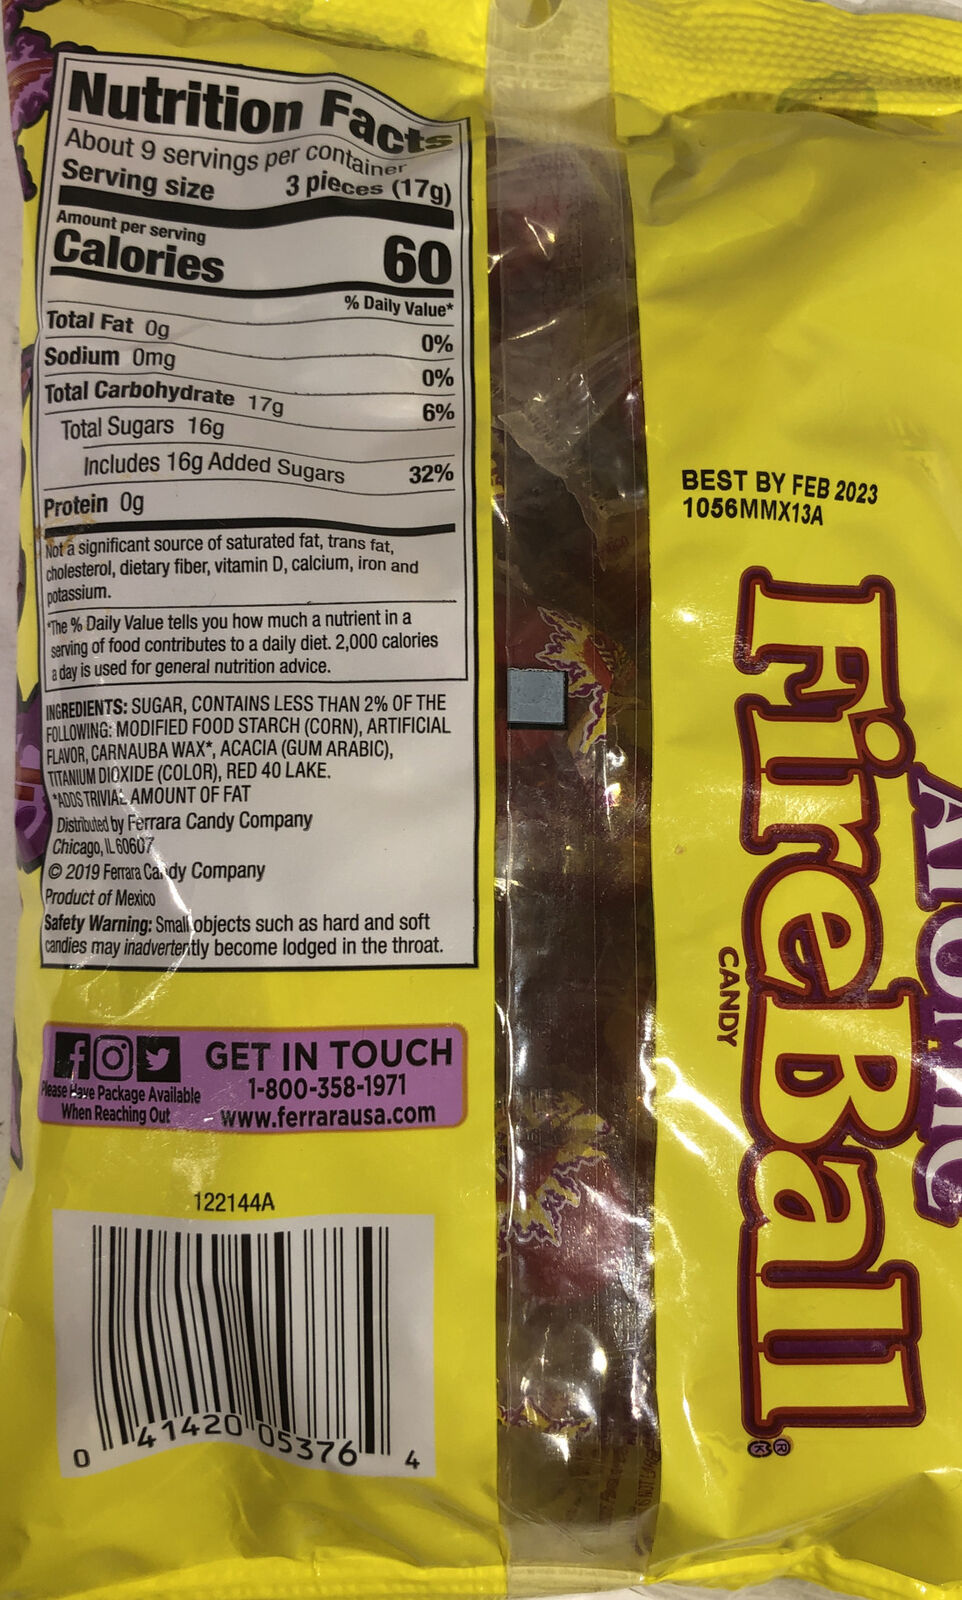 Nutrition Facts
About 9 servings per container
Serving size 3 pieces (17g)
Amount per serving
Calories 60
% Daily Value*
Total Fat 0g 0%
Sodium 0mg 0%
Total Carbohydrate 17g 6%
Total Sugars 16g
Includes 16g Added Sugars 32%
Protein 0g
Not a significant source of saturated fat, trans fat,
cholesterol, dietary fiber, vitamin D, calcium, iron and
potassium.
*The % Daily Value tells you how much a nutrient in a
serving of food contributes to a daily diet. 2,000 calories
a day is used for general nutrition advice.
INGREDIENTS: SUGAR, CONTAINS LESS THAN 2% OF THE
FOLLOWING: MODIFIED FOOD STARCH (CORN), ARTIFICIAL
FLAVOR, CARNAUBA WAX*, ACACIA (GUM ARABIC),
TITANIUM DIOXIDE (COLOR), RED 40 LAKE.
*ADDS TRIVIAL AMOUNT OF FAT
Distributed by Ferrara Candy Company
Chicago, IL 60607
© 2019 Ferrara Candy Company
Product of Mexico
Safety Warning: Small objects such as hard and soft
candies may inadvertently become lodged in the throat.
GET IN TOUCH
Please Have Package Available
When Reaching Out
1-800-358-1971
www.ferrarausa.com
122144A
0 41420 05376 4
BEST BY FEB 2023
1056MMX13A
Atomic
FireBall®
CANDY